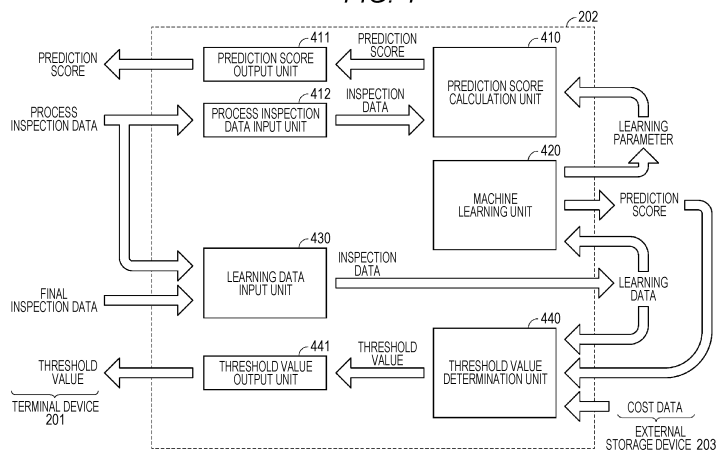 202
PREDICTION
SCORE
411
PREDICTION SCORE
OUTPUT UNIT
PREDICTION
SCORE
410
PREDICTION SCORE
CALCULATION UNIT
PROCESS
INSPECTION DATA
412
PROCESS INSPECTION
DATA INPUT UNIT
INSPECTION
DATA
LEARNING
PARAMETER
420
MACHINE
LEARNING UNIT
PREDICTION
SCORE
430
LEARNING DATA
INPUT UNIT
INSPECTION
DATA
LEARNING
DATA
FINAL
INSPECTION DATA
440
THRESHOLD VALUE
DETERMINATION UNIT
THRESHOLD
VALUE
441
THRESHOLD VALUE
OUTPUT UNIT
THRESHOLD
VALUE
COST DATA
TERMINAL DEVICE
201
EXTERNAL
STORAGE DEVICE 203